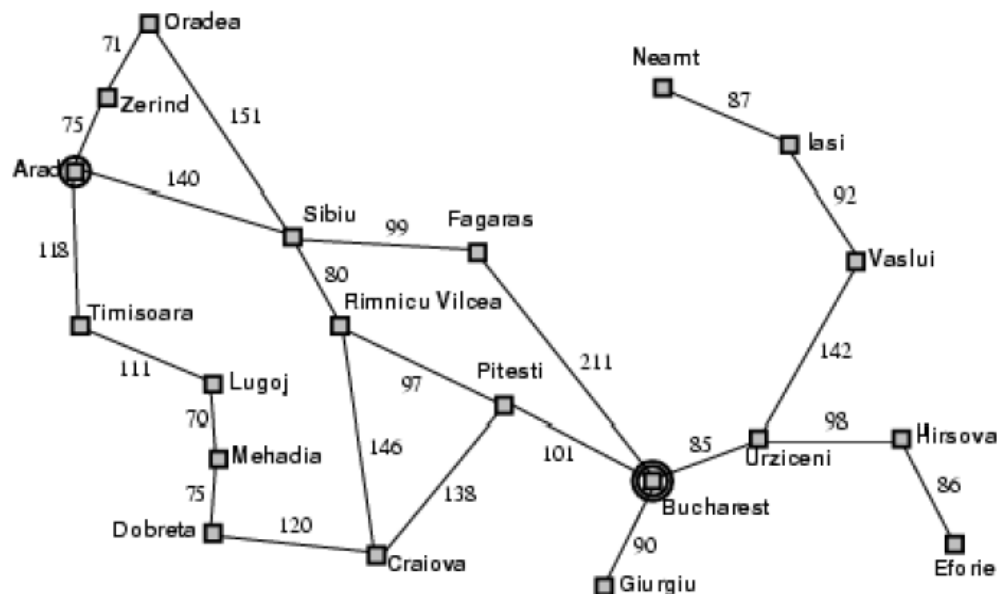 Oradea
71
Neamt
87
Zerind
75
151
Iasi
Arad
140
92
Sibiu
99
Fagaras
118
80
Vaslui
Timisoara
Rimnicu Vilcea
111
142
211
Lugoj
97
Pitesti
70
98
Hirsova
146
85
Urziceni
Mehadia
101
75
138
86
Bucharest
Dobreta
120
90
Craiova
Eforie
Giurgiu